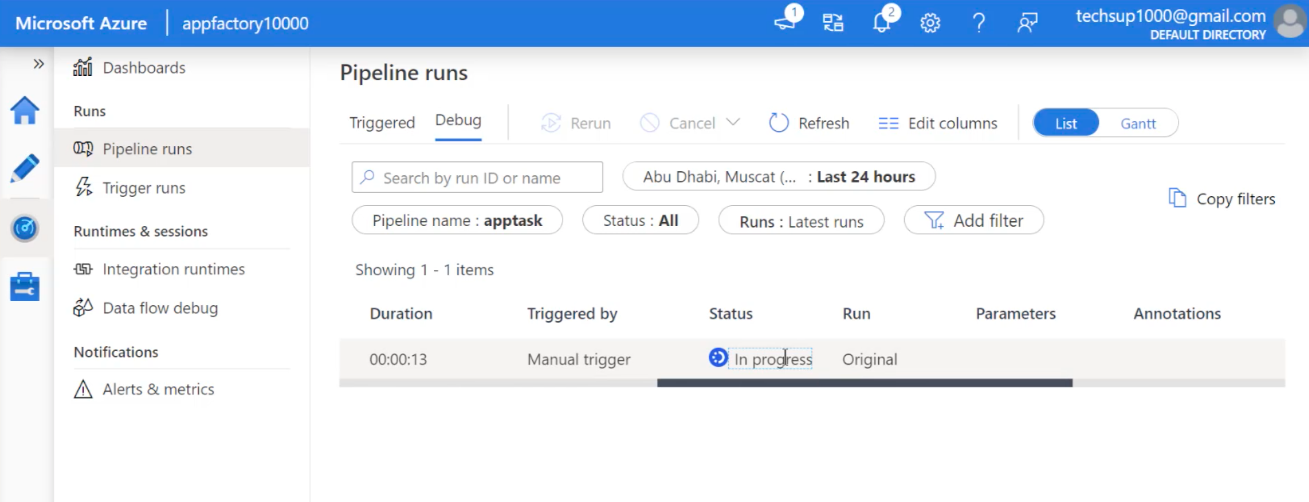 Microsoft Azure appfactory10000 1 2 techsup1000@gmail.com
DEFAULT DIRECTORY
Dashboards
Runs
Pipeline runs
Trigger runs
Runtimes & sessions
Integration runtimes
Data flow debug
Notifications
Alerts & metrics
Pipeline runs
Triggered Debug Rerun Cancel Refresh Edit columns List Gantt
Search by run ID or name Abu Dhabi, Muscat (... : Last 24 hours
Copy filters
Pipeline name : apptask Status : All Runs : Latest runs Add filter
Showing 1 - 1 items
Duration Triggered by Status Run Parameters Annotations
00:00:13 Manual trigger In progress Original